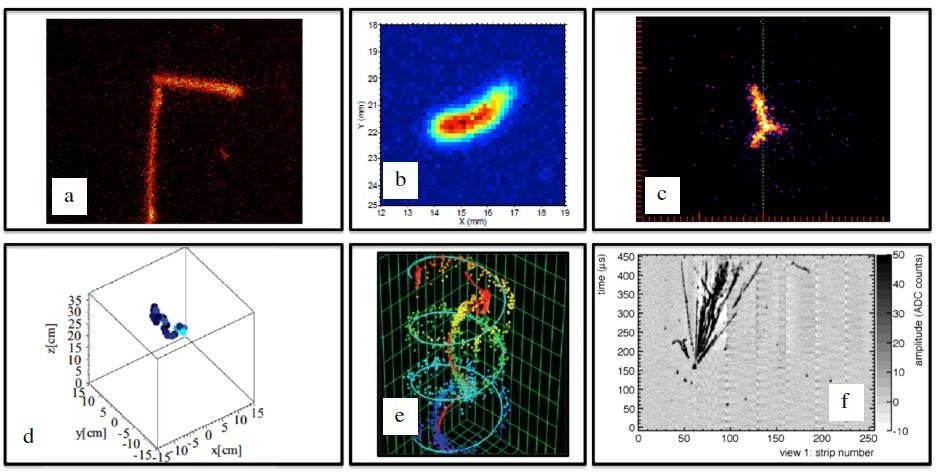 a
18
19
20
21
22
23
24
25
Y (mm)
12 13 14 15 16 17 18 19
X (mm)
b
c
35
30
25
20
15
10
5
0
z[cm]
15
10
5
0
-5
-10
-15
y[cm]
-15
-10
-5
0
5
10
15
x[cm]
d
e
450
400
350
300
250
200
150
100
50
0
time (µs)
0 50 100 150 200 250
view 1: strip number
f
50
40
30
20
10
0
-10
amplitude (ADC counts)